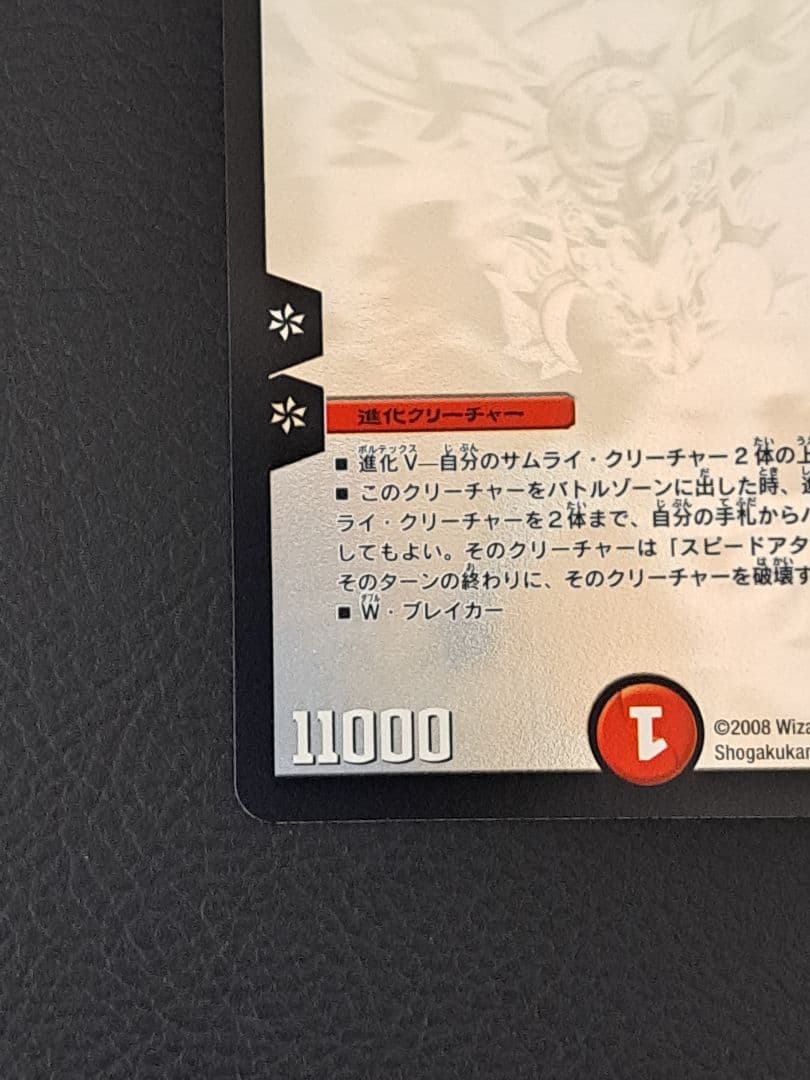 進化クリーチャー
■ 進化V―自分のサムライ・クリーチャー2体の上
■ このクリーチャーをバトルゾーンに出した時、進
ライ・クリーチャーを2体まで、自分の手札からバ
してもよい。そのクリーチャーは「スピードアタ
そのターンの終わりに、そのクリーチャーを破壊す
■ W・ブレイカー
11000
1
©2008 Wiza
Shogakukan